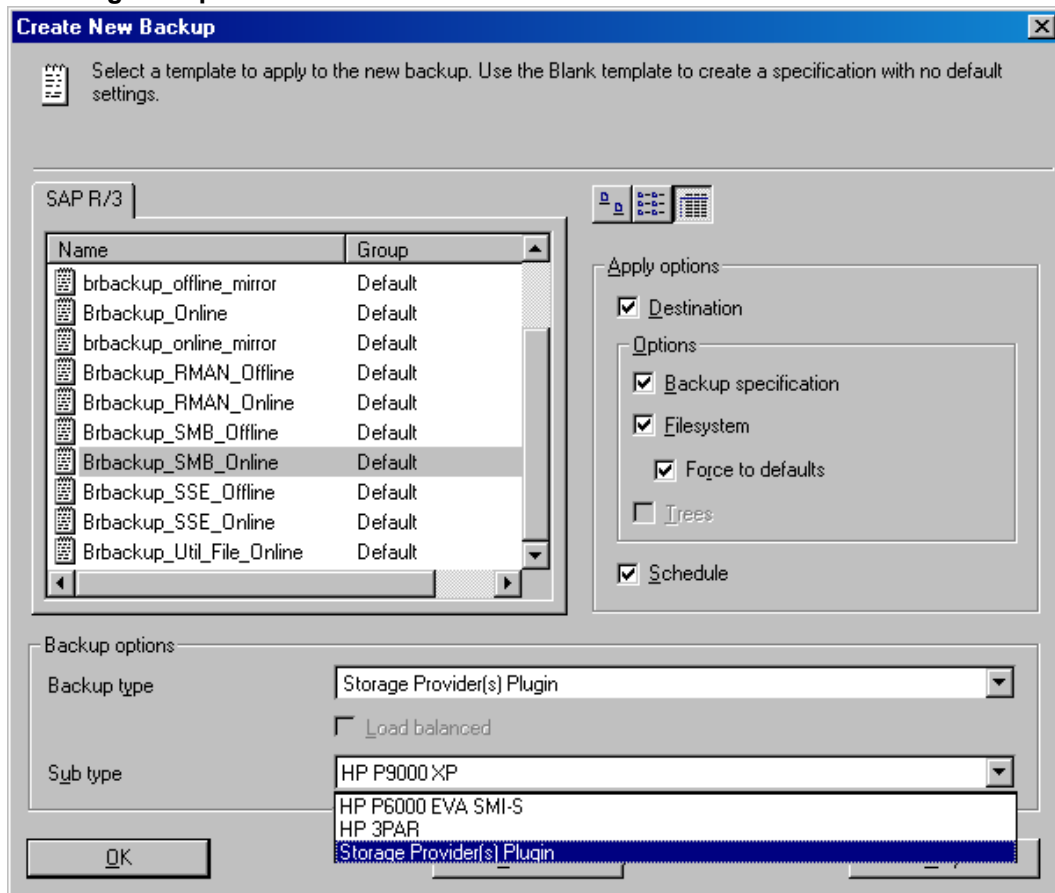 Create New Backup
Select a template to apply to the new backup. Use the Blank template to create a specification with no default
settings.
SAP R/3
Name Group
brbackup_offline_mirror Default
Brbackup_Online Default
brbackup_online_mirror Default
Brbackup_RMAN_Offline Default
Brbackup_RMAN_Online Default
Brbackup_SMB_Offline Default
Brbackup_SMB_Online Default
Brbackup_SSE_Offline Default
Brbackup_SSE_Online Default
Brbackup_Util_File_Online Default
Apply options
Destination
Options
Backup specification
Filesystem
Force to defaults
Trees
Schedule
Backup options
Backup type Storage Provider(s) Plugin
Load balanced
Sub type HP P9000 XP
HP P6000 EVA SMI-S
HP 3PAR
Storage Provider(s) Plugin
OK